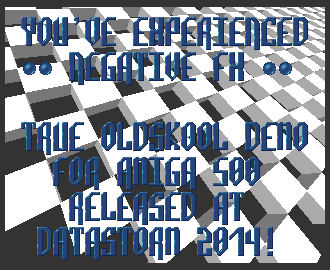 YOU'VE EXPERIENCED
NEGATIVE FX
TRUE OLDSKOOL DEMO
FOR AMIGA 500
RELEASED AT
DATASTORM 2014!